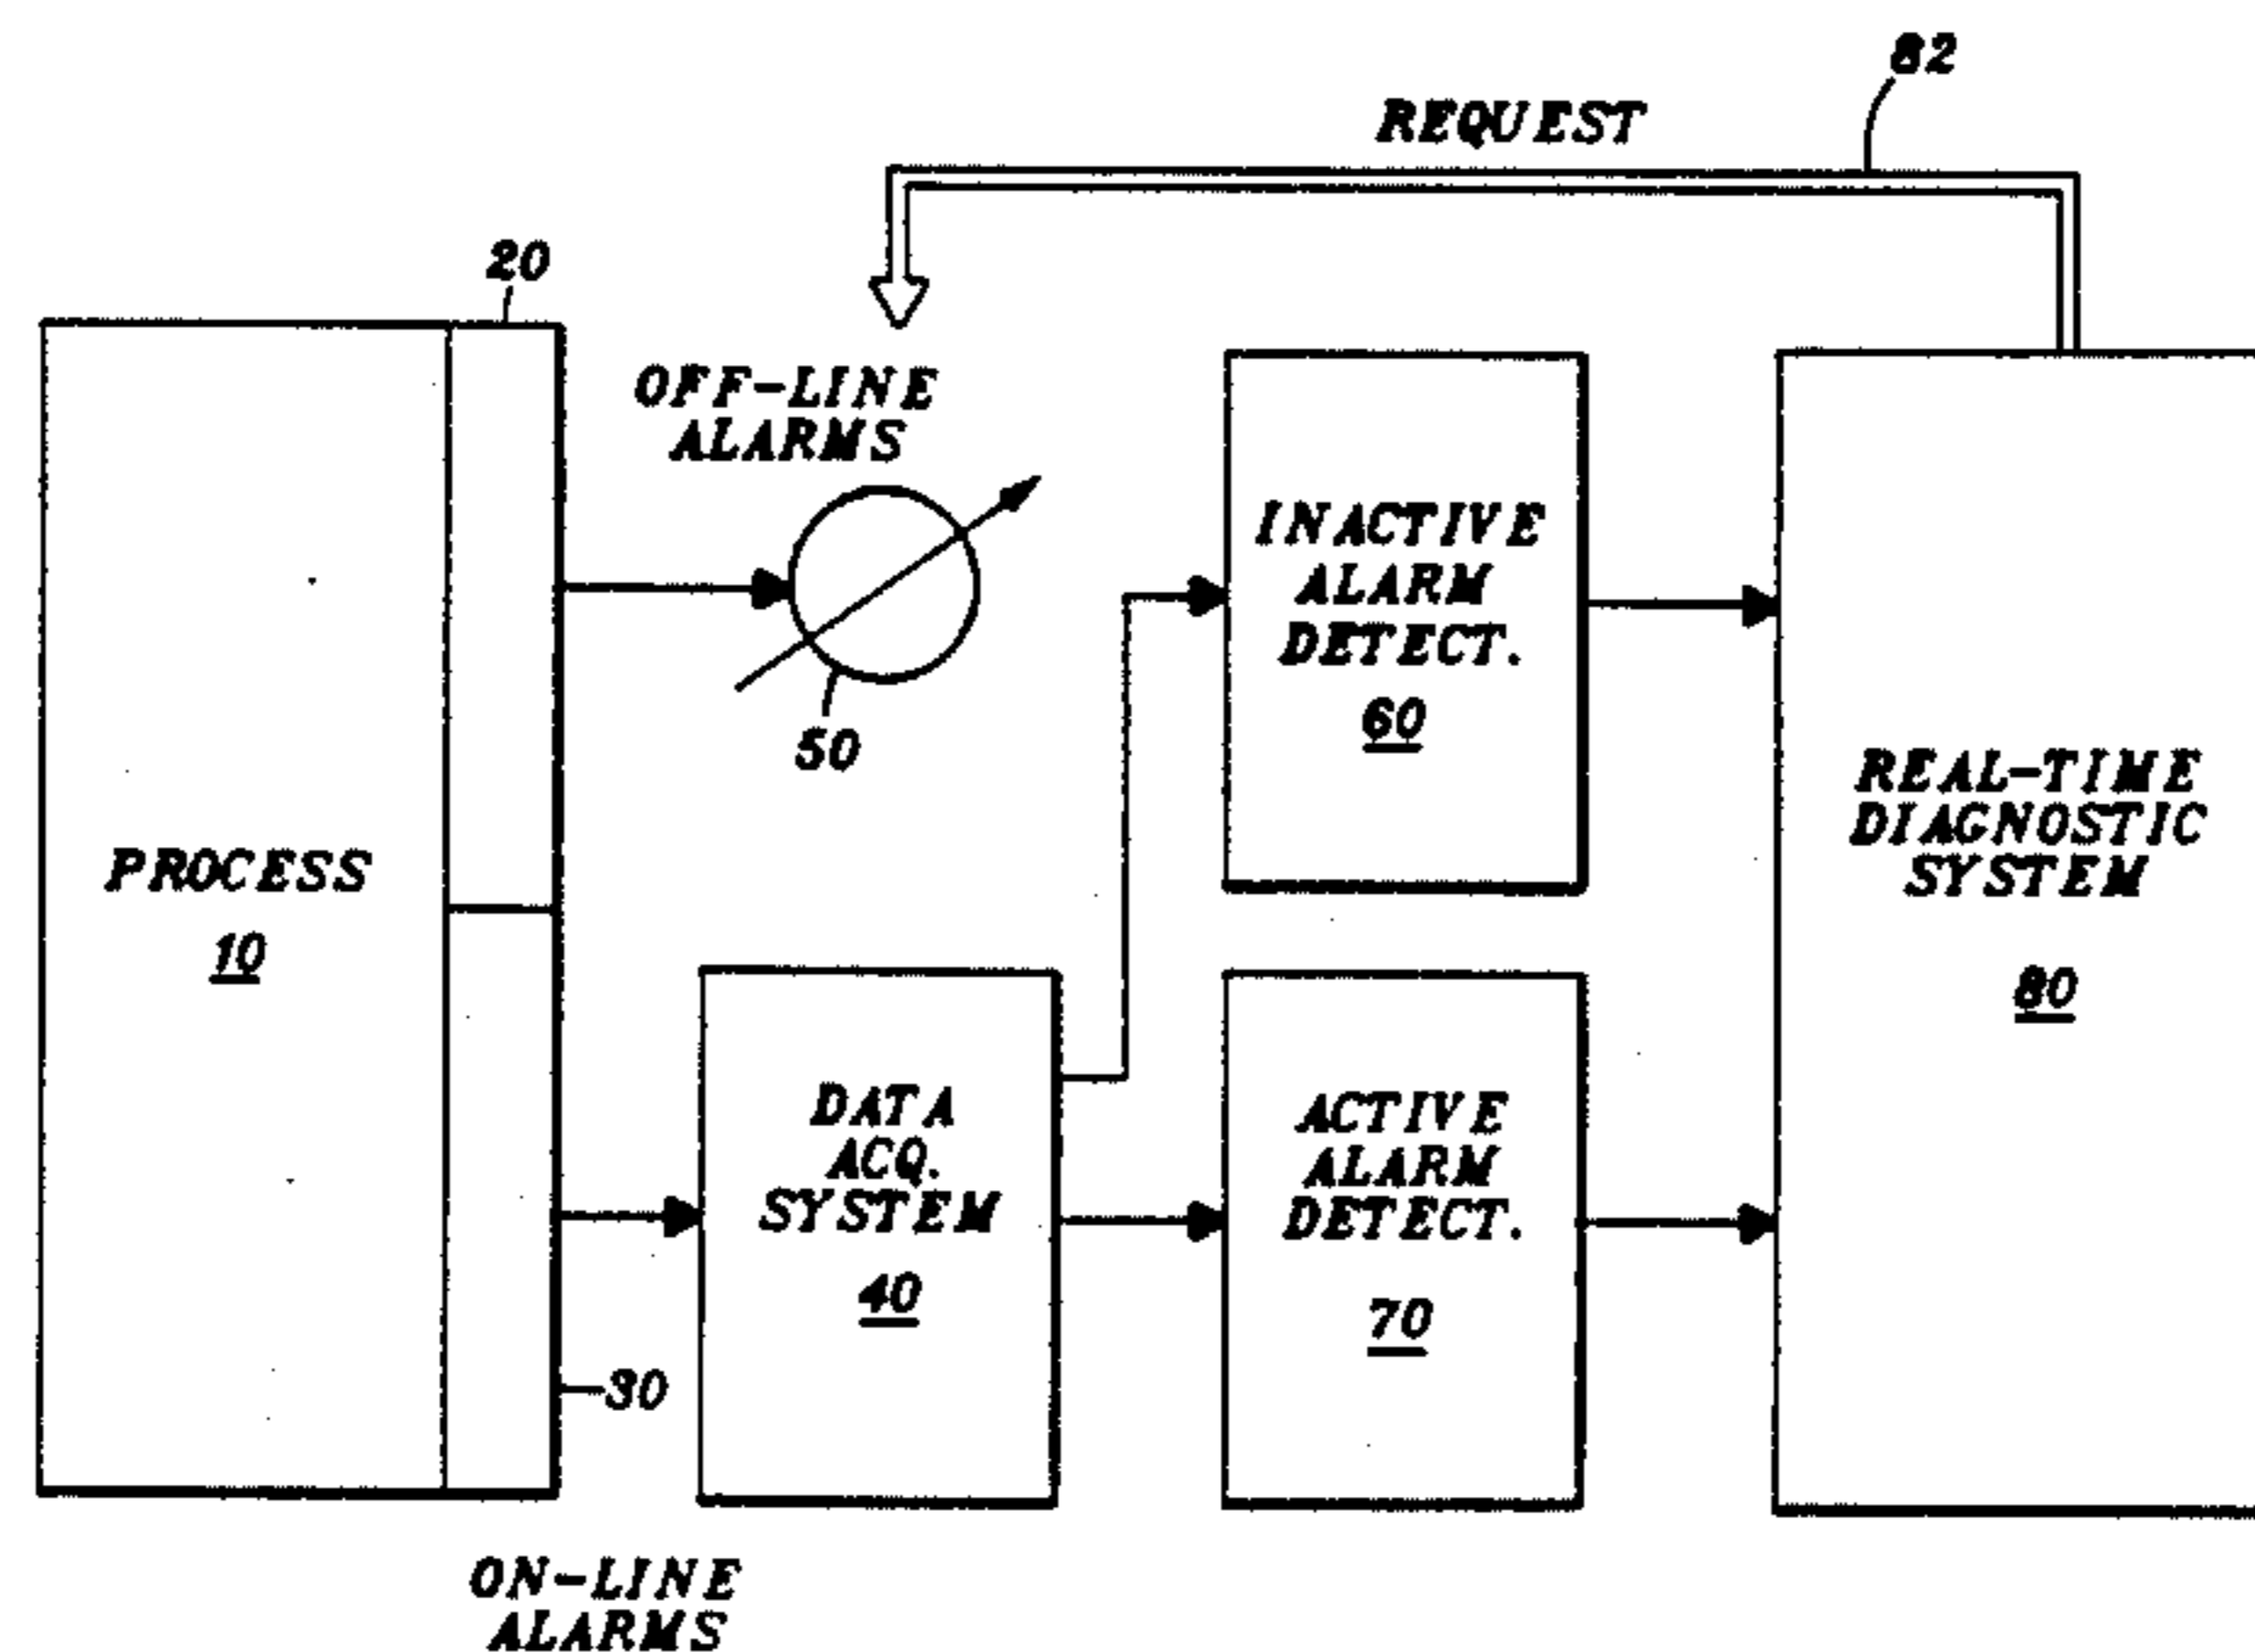 82
REQUEST
20
OFF-LINE
ALARMS
50
PROCESS
10
INACTIVE
ALARM
DETECT.
60
REAL-TIME
DIAGNOSTIC
SYSTEM
80
DATA
ACQ.
SYSTEM
40
ACTIVE
ALARM
DETECT.
70
30
ON-LINE
ALARMS